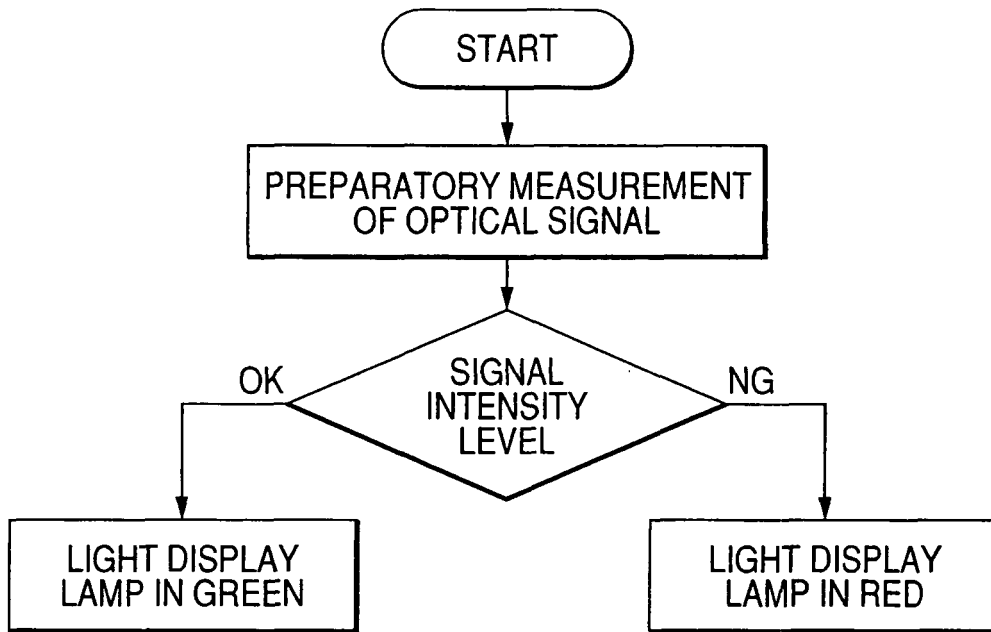 START
PREPARATORY MEASUREMENT
OF OPTICAL SIGNAL
OK
SIGNAL
INTENSITY
LEVEL
NG
LIGHT DISPLAY
LAMP IN GREEN
LIGHT DISPLAY
LAMP IN RED